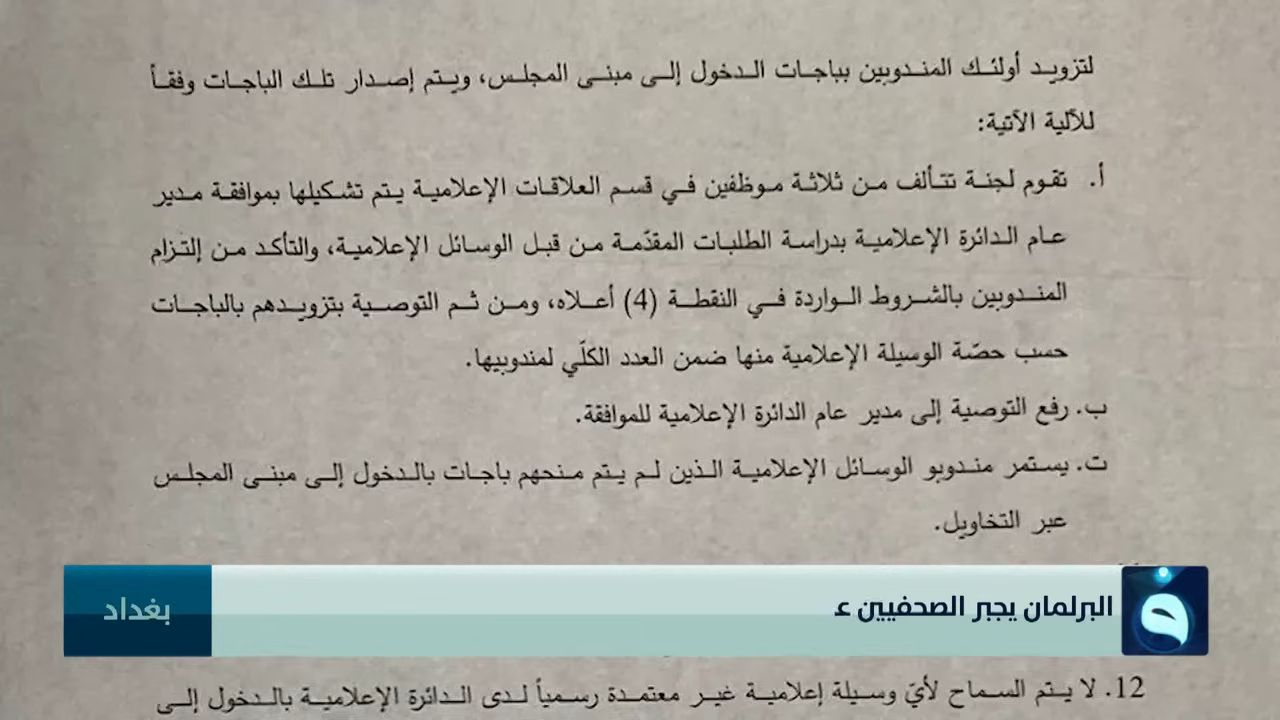 لتزويد أولئك المندوبين بباجات الدخول إلى مبنى المجلس، ويتم إصدار تلك الباجات وفقاً
للآلية الآتية:
أ. تقوم لجنة تتألف من ثلاثة موظفين في قسم العلاقات الإعلامية يتم تشكيلها بموافقة مدير
عام الدائرة الإعلامية بدراسة الطلبات المقدّمة من قبل الوسائل الإعلامية، والتأكد من إلتزام
المندوبين بالشروط الواردة في النقطة (4) أعلاه، ومن ثم التوصية بتزويدهم بالباجات
حسب حصّة الوسيلة الإعلامية منها ضمن العدد الكلّي لمندوبيها.
ب. رفع التوصية إلى مدير عام الدائرة الإعلامية للموافقة.
ت. يستمر مندوبو الوسائل الإعلامية الذين لم يتم منحهم باجات بالدخول إلى مبنى المجلس
عبر التخاويل.
البرلمان يجبر الصحفيين ع
بغداد
12. لا يتم السماح لأيّ وسيلة إعلامية غير معتمدة رسمياً لدى الدائرة الإعلامية بالدخول إلى